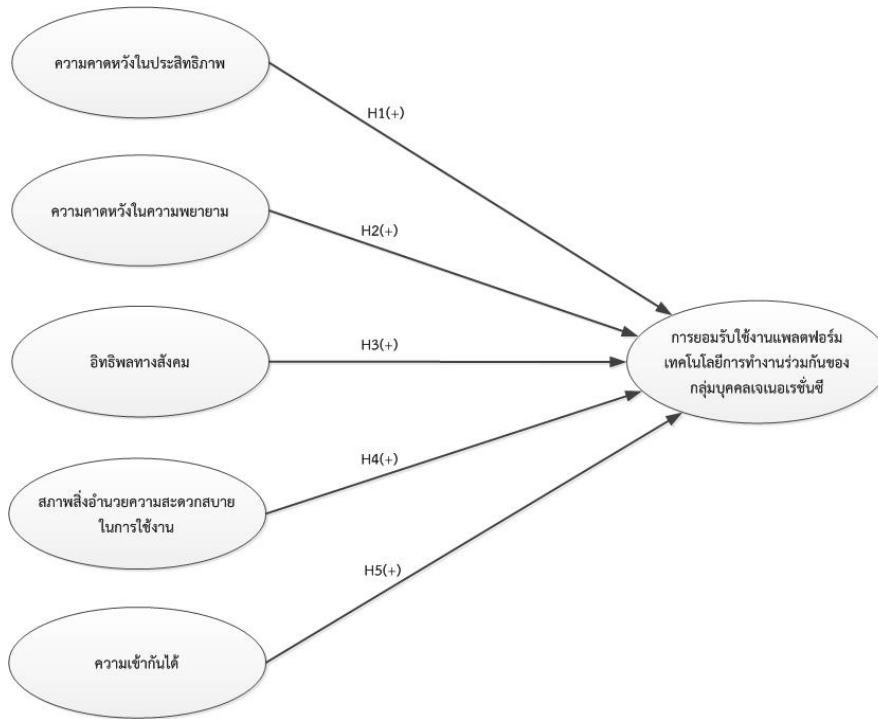 ความคาดหวังในประสิทธิภาพ
H1(+)
ความคาดหวังในความพยายาม
H2(+)
อิทธิพลทางสังคม
H3(+)
การยอมรับใช้งานแพลตฟอร์ม
เทคโนโลยีการทำงานร่วมกันของ
กลุ่มบุคคลเจเนอเรชั่นซี
สภาพสิ่งอำนวยความสะดวกสบาย
ในการใช้งาน
H4(+)
ความเข้ากันได้
H5(+)